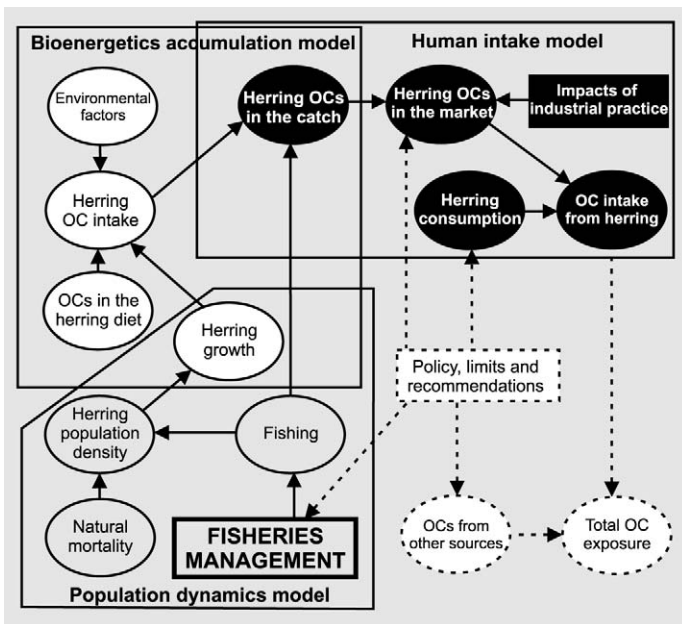 Bioenergetics accumulation model
Human intake model
Environmental
factors
Herring OCs
in the catch
Herring OCs
in the market
Impacts of
industrial practice
Herring
OC intake
Herring
consumption
OC intake
from herring
OCs in the
herring diet
Herring
growth
Policy, limits and
recommendations
Herring
population
density
Fishing
Natural
mortality
FISHERIES
MANAGEMENT
OCs from
other sources
Total OC
exposure
Population dynamics model